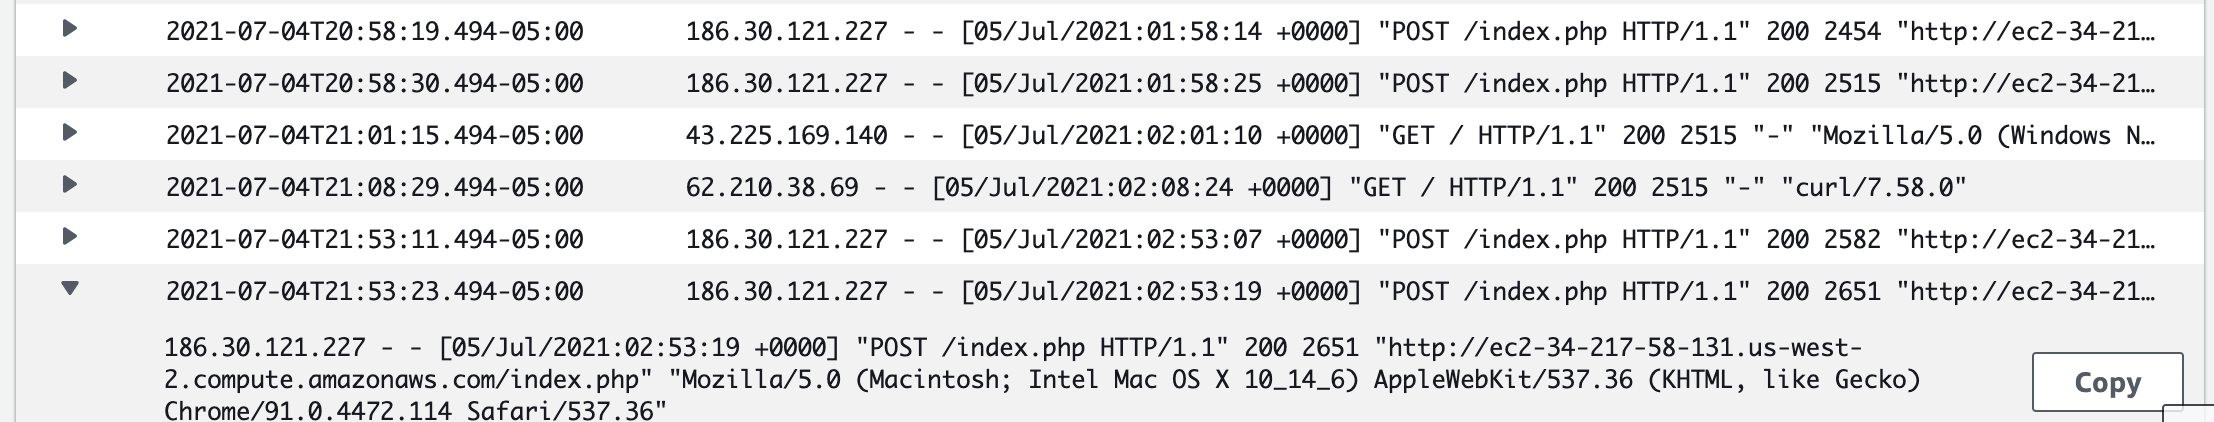 2021-07-04T20:58:19.494-05:00 186.30.121.227 - - [05/Jul/2021:01:58:14 +0000] "POST /index.php HTTP/1.1" 200 2454 "http://ec2-34-21…
2021-07-04T20:58:30.494-05:00 186.30.121.227 - - [05/Jul/2021:01:58:25 +0000] "POST /index.php HTTP/1.1" 200 2515 "http://ec2-34-21…
2021-07-04T21:01:15.494-05:00 43.225.169.140 - - [05/Jul/2021:02:01:10 +0000] "GET / HTTP/1.1" 200 2515 "-" "Mozilla/5.0 (Windows N…
2021-07-04T21:08:29.494-05:00 62.210.38.69 - - [05/Jul/2021:02:08:24 +0000] "GET / HTTP/1.1" 200 2515 "-" "curl/7.58.0"
2021-07-04T21:53:11.494-05:00 186.30.121.227 - - [05/Jul/2021:02:53:07 +0000] "POST /index.php HTTP/1.1" 200 2582 "http://ec2-34-21…
2021-07-04T21:53:23.494-05:00 186.30.121.227 - - [05/Jul/2021:02:53:19 +0000] "POST /index.php HTTP/1.1" 200 2651 "http://ec2-34-21…
186.30.121.227 - - [05/Jul/2021:02:53:19 +0000] "POST /index.php HTTP/1.1" 200 2651 "http://ec2-34-217-58-131.us-west-
2.compute.amazonaws.com/index.php" "Mozilla/5.0 (Macintosh; Intel Mac OS X 10_14_6) AppleWebKit/537.36 (KHTML, like Gecko)
Chrome/91.0.4472.114 Safari/537.36"
Copy